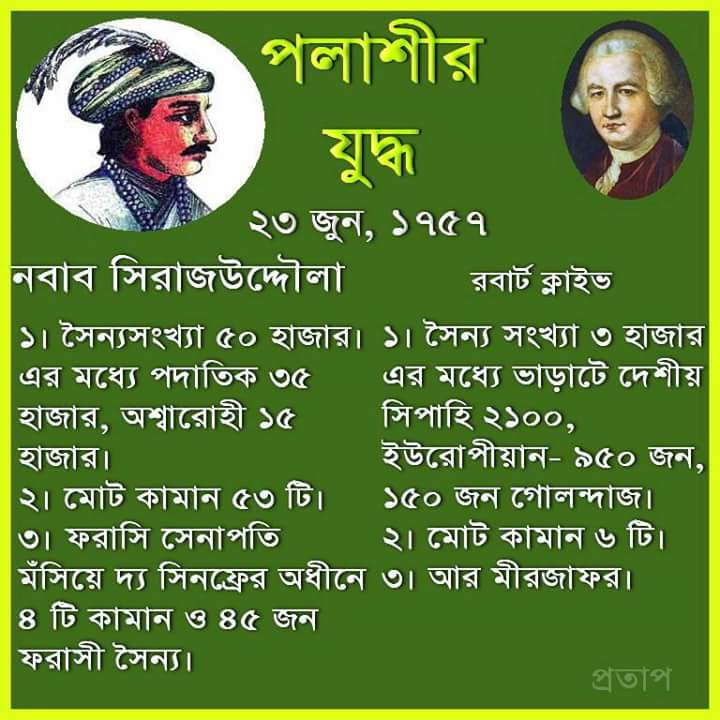 পলাশীর
যুদ্ধ
২৩ জুন, ১৭৫৭
নবাব সিরাজউদ্দৌলা
১। সৈন্যসংখ্যা ৫০ হাজার।
এর মধ্যে পদাতিক ৩৫
হাজার, অশ্বারোহী ১৫
হাজার।
২। মোট কামান ৫৩ টি।
৩। ফরাসি সেনাপতি
মঁসিয়ে দ্য সিনফ্রের অধীনে
৪ টি কামান ও ৪৫ জন
ফরাসী সৈন্য।
রবার্ট ক্লাইভ
১। সৈন্য সংখ্যা ৩ হাজার
এর মধ্যে ভাড়াটে দেশীয়
সিপাহি ২১০০,
ইউরোপীয়ান- ৯৫০ জন,
১৫০ জন গোলন্দাজ।
২। মোট কামান ৬ টি।
৩। আর মীরজাফর।
প্রতাপ